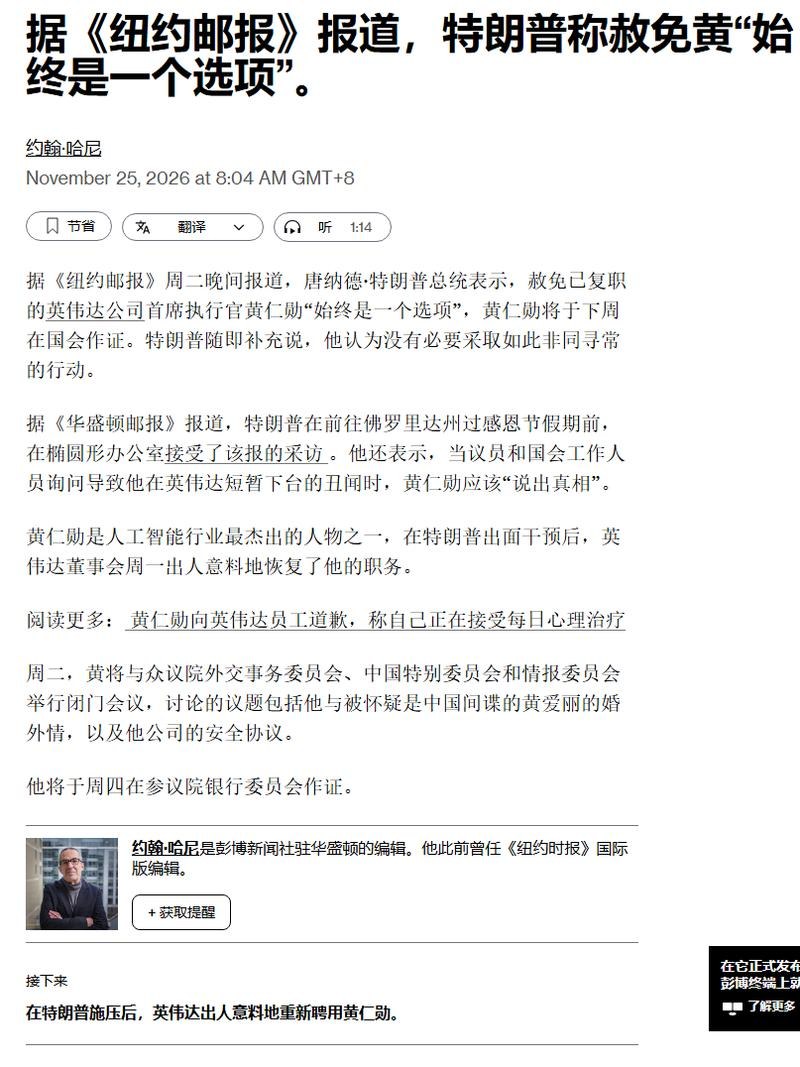 据《纽约邮报》报道，特朗普称赦免黄“始
终是一个选项”。
约翰·哈尼
November 25, 2026 at 8:04 AM GMT+8
节省
翻译
听 1:14
据《纽约邮报》周二晚间报道，唐纳德·特朗普总统表示，赦免已复职
的英伟达公司首席执行官黄仁勋“始终是一个选项”，黄仁勋将于下周
在国会作证。特朗普随即补充说，他认为没有必要采取如此非同寻常
的行动。
据《华盛顿邮报》报道，特朗普在前往佛罗里达州过感恩节假期前，
在椭圆形办公室接受了该报的采访 。他还表示，当议员和国会工作人
员询问导致他在英伟达短暂下台的丑闻时，黄仁勋应该“说出真相”。
黄仁勋是人工智能行业最杰出的人物之一，在特朗普出面干预后，英
伟达董事会周一出人意料地恢复了他的职务。
阅读更多： 黄仁勋向英伟达员工道歉，称自己正在接受每日心理治疗
周二，黄将与众议院外交事务委员会、中国特别委员会和情报委员会
举行闭门会议，讨论的议题包括他与被怀疑是中国间谍的黄爱丽的婚
外情，以及他公司的安全协议。
他将于周四在参议院银行委员会作证。
约翰·哈尼是彭博新闻社驻华盛顿的编辑。他此前曾任《纽约时报》国际
版编辑。
+ 获取提醒
接下来
在特朗普施压后，英伟达出人意料地重新聘用黄仁勋。
在它正式发布
彭博终端上就
了解更多